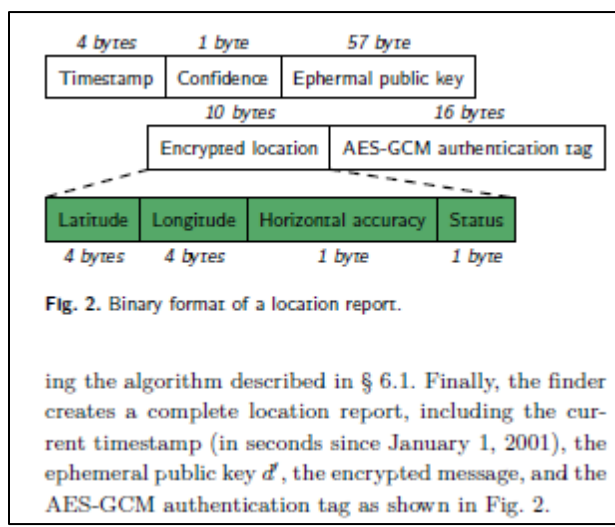 4 bytes 1 byte 57 byte
Timestamp Confidence Ephermal public key
10 bytes 16 bytes
Encrypted location AES-GCM authentication tag
Latitude Longitude Horizontal accuracy Status
4 bytes 4 bytes 1 byte 1 byte
Fig. 2. Binary format of a location report.
ing the algorithm described in § 6.1. Finally, the finder
creates a complete location report, including the cur-
rent timestamp (in seconds since January 1, 2001), the
ephemeral public key d′, the encrypted message, and the
AES-GCM authentication tag as shown in Fig. 2.